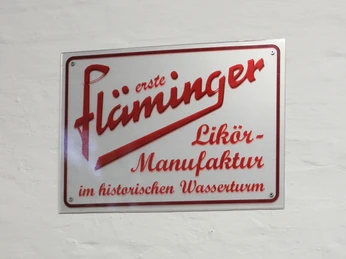 erste
fläminger
Likör-
Manufaktur
im historischen Wasserturm